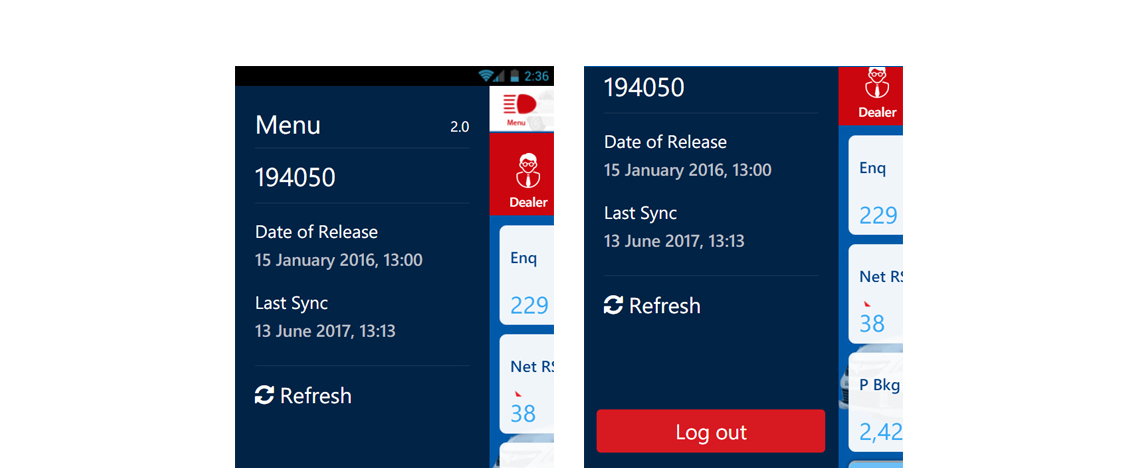 2:36
Menu 2.0
Menu
194050
Dealer
Date of Release
15 January 2016, 13:00
Enq
Last Sync
229
13 June 2017, 13:13
Net RS
Refresh
38
194050
Dealer
Date of Release
15 January 2016, 13:00
Enq
Last Sync
229
13 June 2017, 13:13
Net RS
Refresh
38
P Bkg
Log out
2,42